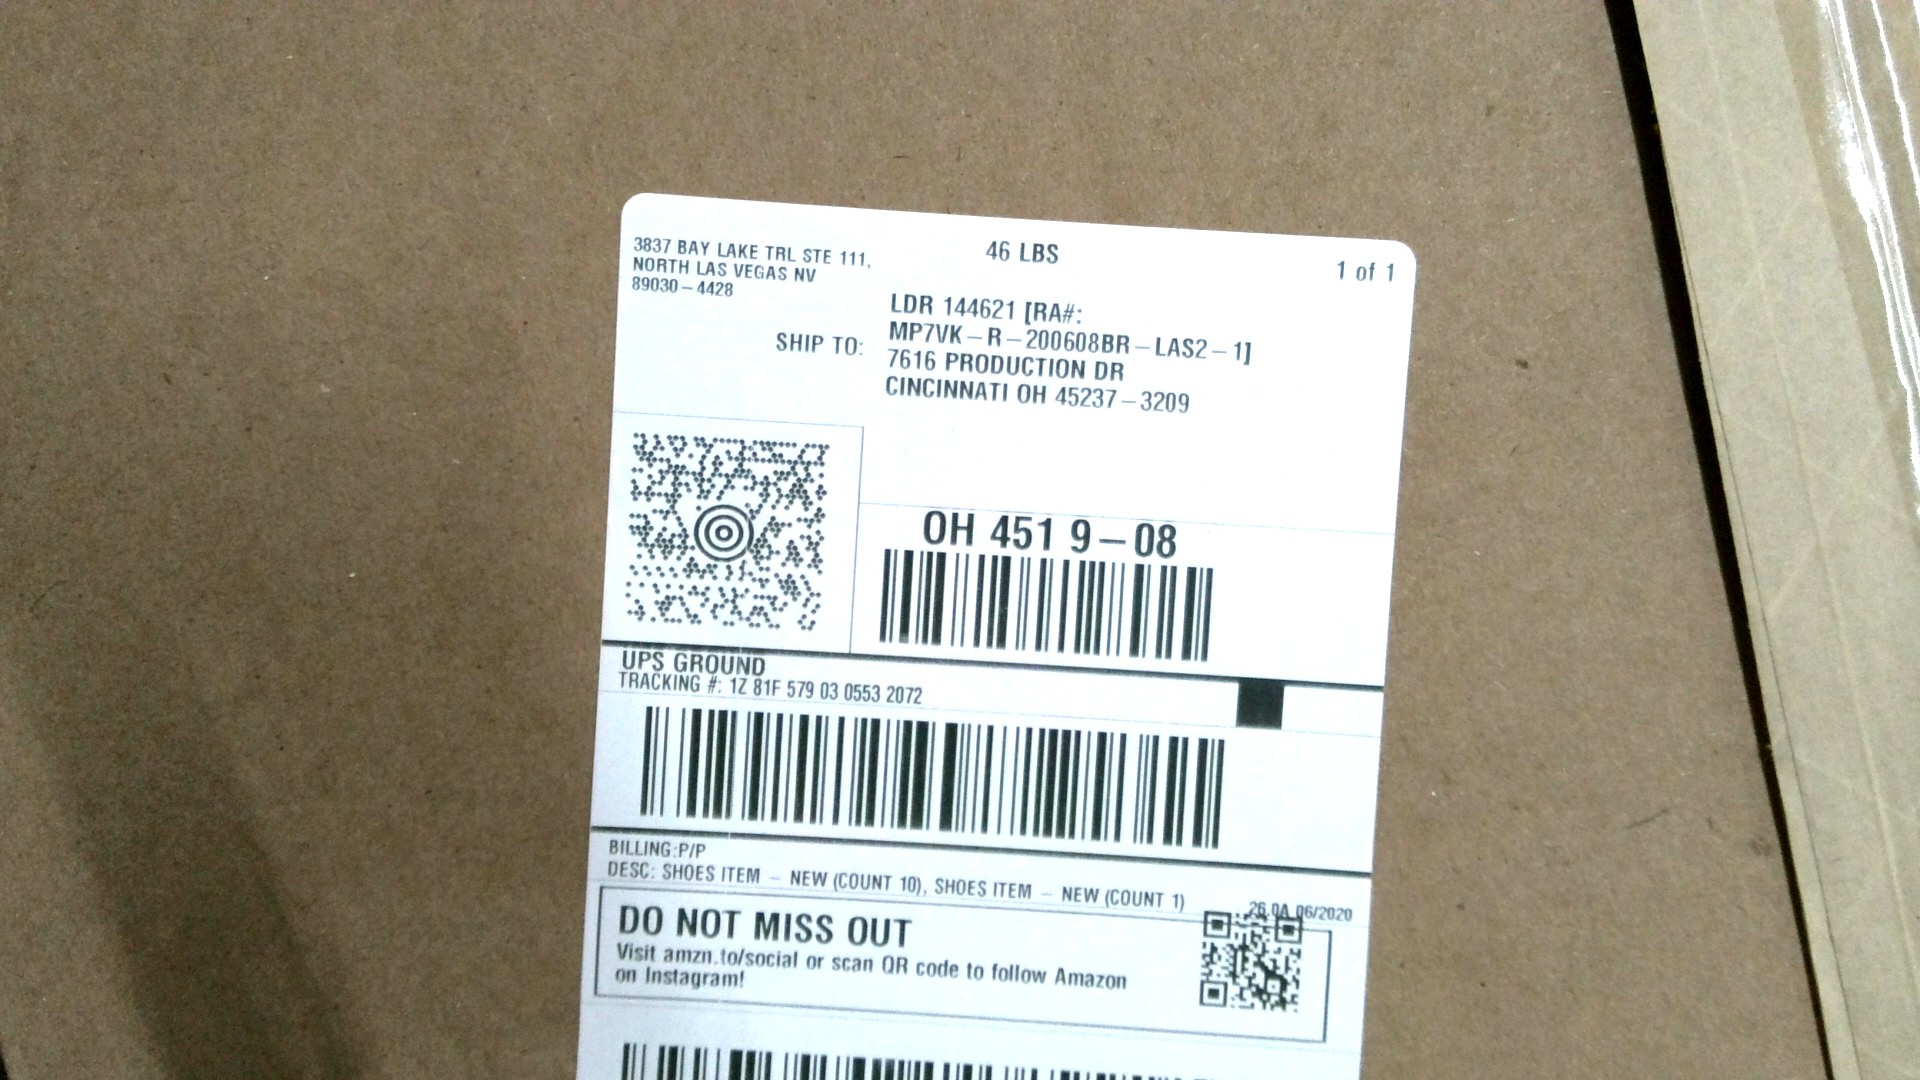 3837 BAY LAKE TRL STE 111,
NORTH LAS VEGAS NV
89030-4428
46 LBS
1 of 1
SHIP TO:
LDR 144621 [RA#:
MP7VK-R-200608BR-LAS2-1]
7616 PRODUCTION DR
CINCINNATI OH 45237-3209
OH 451 9-08
UPS GROUND
TRACKING #: 1Z 81F 579 03 0553 2072
BILLING:P/P
DESC: SHOES ITEM - NEW (COUNT 10), SHOES ITEM - NEW (COUNT 1)
26.0A 06/2020
DO NOT MISS OUT
Visit amzn.to/social or scan QR code to follow Amazon
on Instagram!